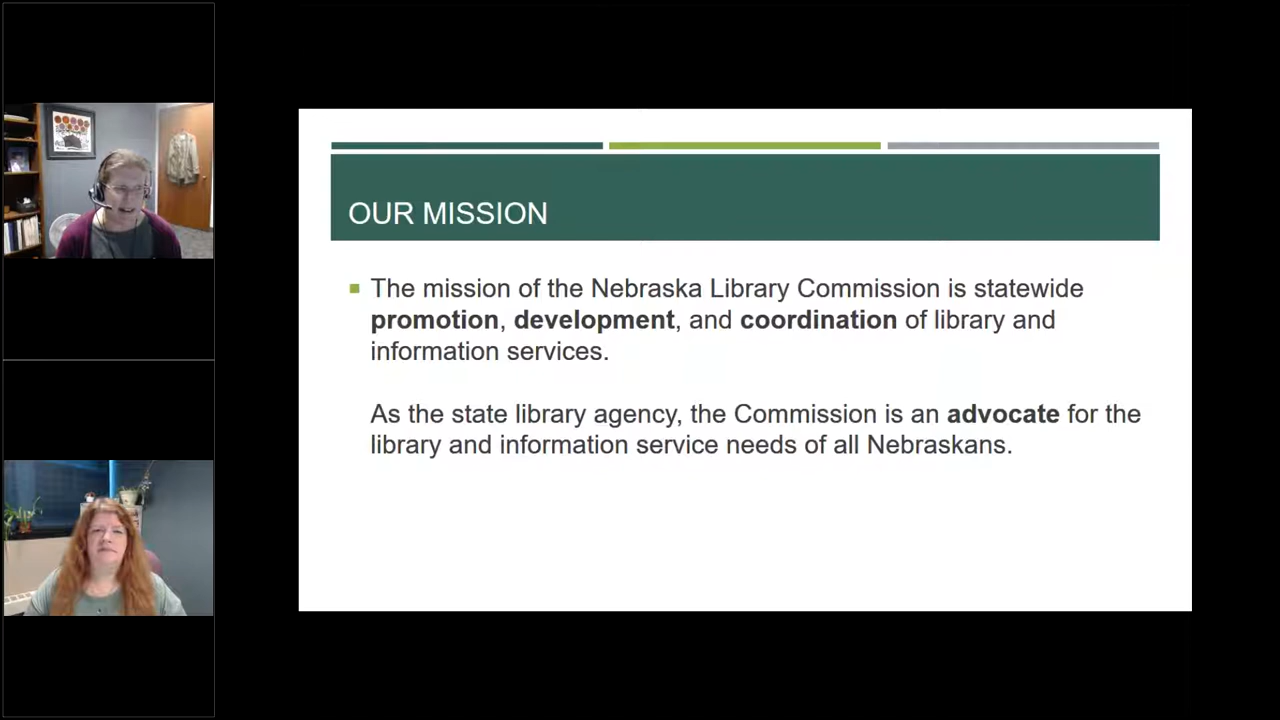 OUR MISSION
The mission of the Nebraska Library Commission is statewide
promotion, development, and coordination of library and
information services.
As the state library agency, the Commission is an advocate for the
library and information service needs of all Nebraskans.